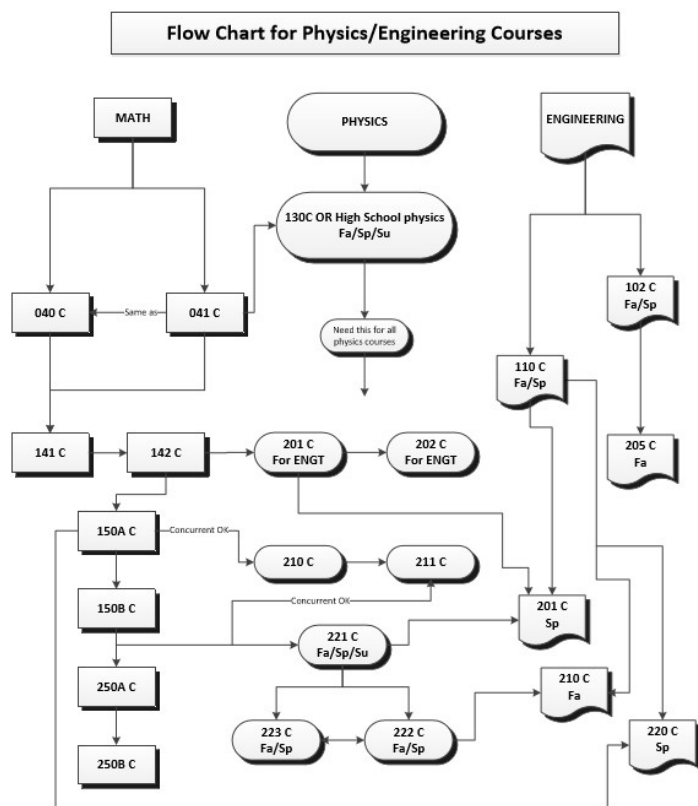 Flow Chart for Physics/Engineering Courses
MATH
PHYSICS
ENGINEERING
130C OR High School physics
Fa/Sp/Su
040 C
Same as
041 C
102 C
Fa/Sp
Need this for all
physics courses
110 C
Fa/Sp
141 C
142 C
201 C
For ENGT
202 C
For ENGT
205 C
Fa
150A C
Concurrent OK
210 C
211 C
150B C
Concurrent OK
201 C
Sp
221 C
Fa/Sp/Su
250A C
210 C
Fa
223 C
Fa/Sp
222 C
Fa/Sp
220 C
Sp
250B C